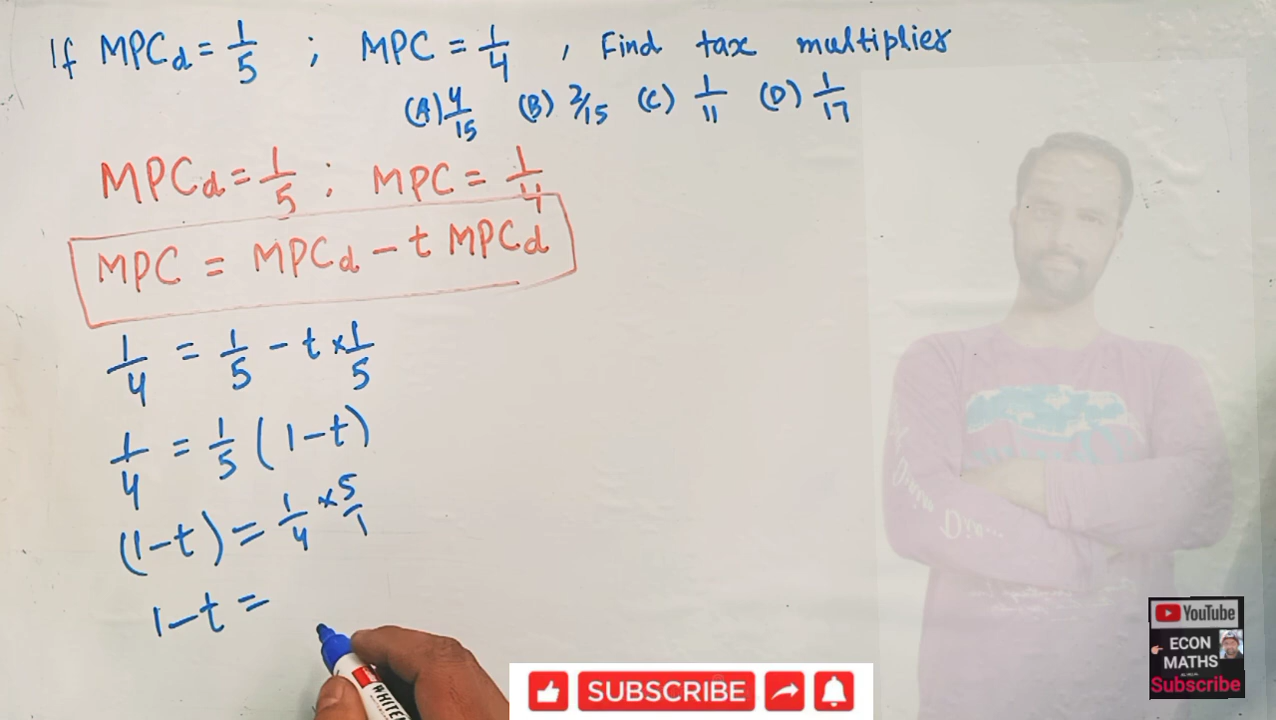 If MPCd = 1/5 ; MPC = 1/4 , Find tax multiplier
(A) 4/15 (B) 2/15 (C) 1/11 (D) 1/17
MPCd = 1/5 ; MPC = 1/4
MPC = MPCd - t MPCd
1/4 = 1/5 - t × 1/5
1/4 = 1/5 (1-t)
(1-t) = 1/4 × 5/1
1-t =
YouTube
ECON
MATHS
Subscribe
SUBSCRIBE